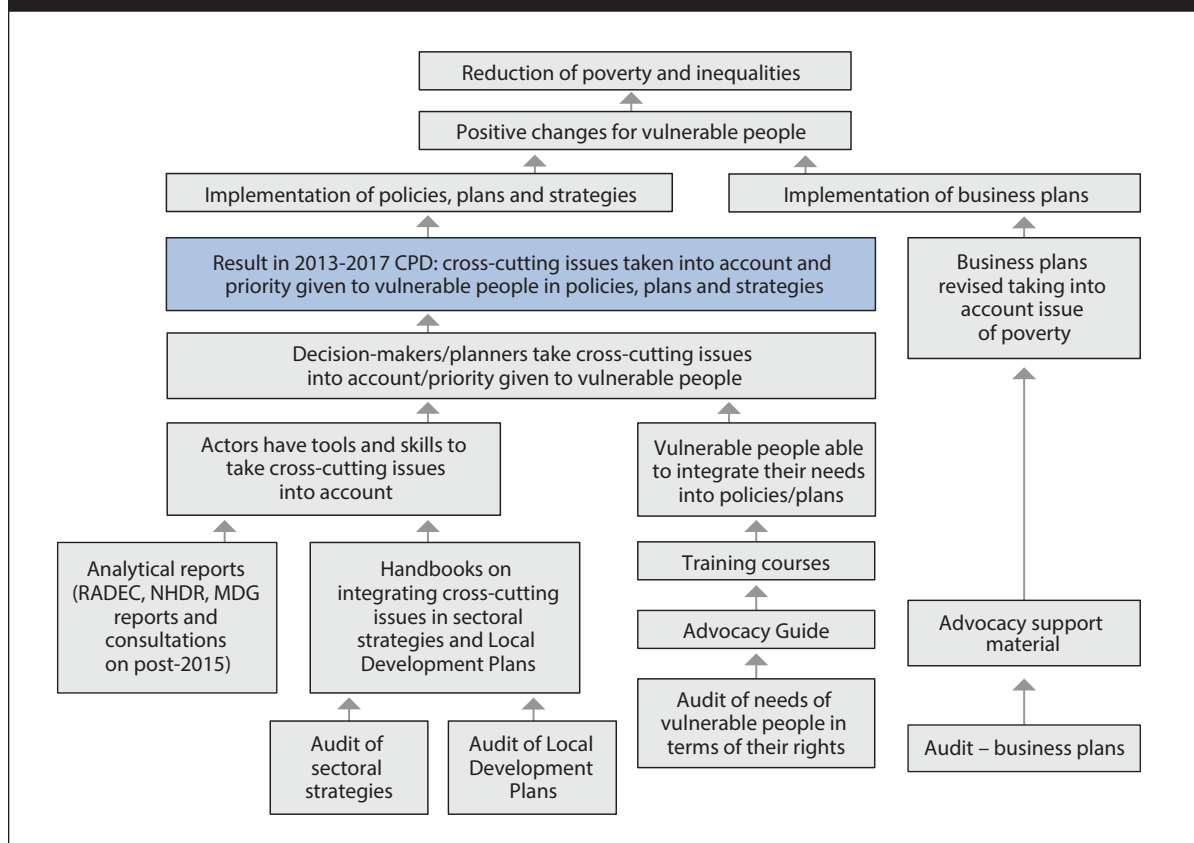 Reduction of poverty and inequalities
Positive changes for vulnerable people
Implementation of policies, plans and strategies
Implementation of business plans
Result in 2013-2017 CPD: cross-cutting issues taken into account and
priority given to vulnerable people in policies, plans and strategies
Business plans
revised taking into
account issue
of poverty
Decision-makers/planners take cross-cutting issues
into account/priority given to vulnerable people
Actors have tools and skills to
take cross-cutting issues
into account
Vulnerable people able
to integrate their needs
into policies/plans
Analytical reports
(RADEC, NHDR, MDG
reports and
consultations
on post-2015)
Handbooks on
integrating cross-cutting
issues in sectoral
strategies and Local
Development Plans
Training courses
Advocacy Guide
Advocacy support
material
Audit of
sectoral
strategies
Audit of Local
Development
Plans
Audit of needs of
vulnerable people in
terms of their rights
Audit – business plans